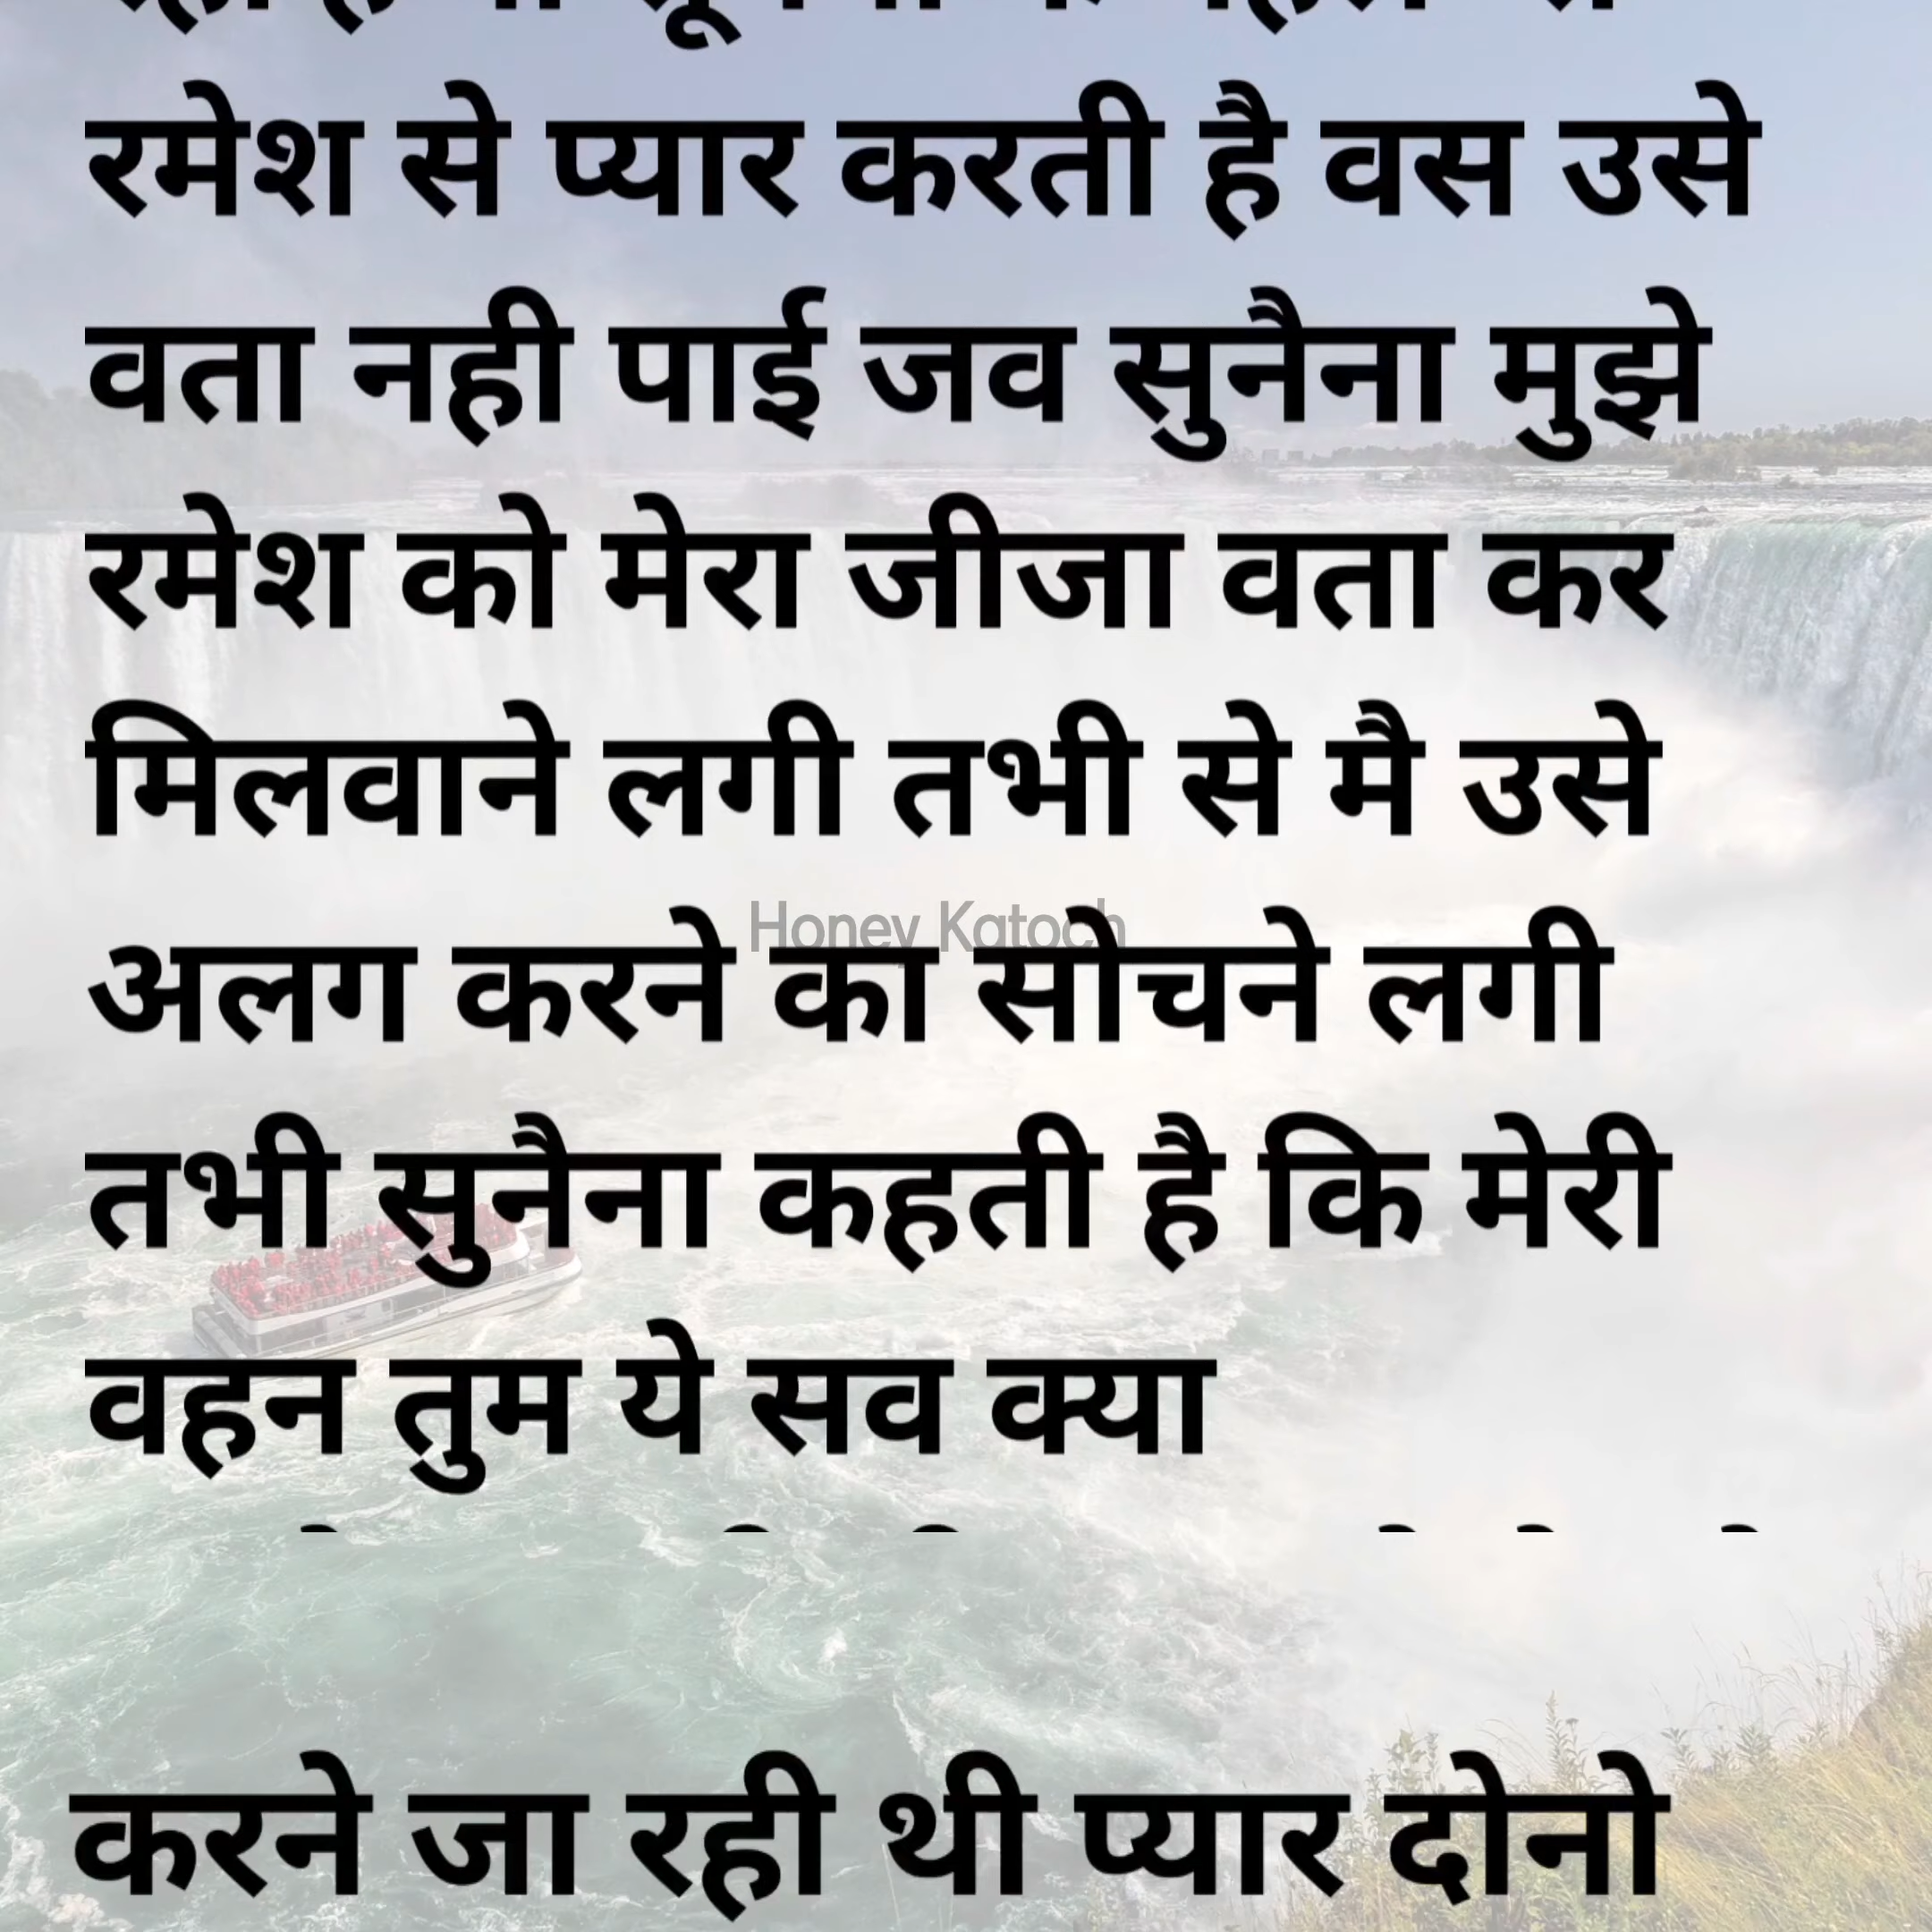 रमेश से प्यार करती है वस उसे
वता नही पाई जव सुनैना मुझे
रमेश को मेरा जीजा वता कर
मिलवाने लगी तभी से मै उसे
Honey Katoch
अलग करने का सोचने लगी
तभी सुनैना कहती है कि मेरी
वहन तुम ये सव क्या
करने जा रही थी प्यार दोनो